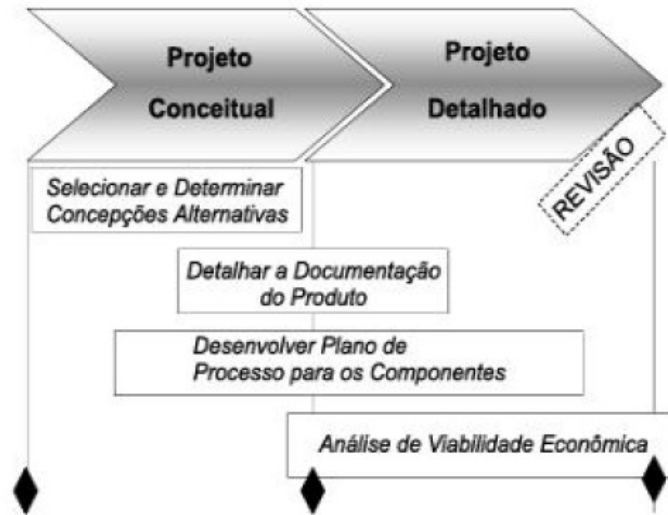 Projeto
Conceitual
Projeto
Detalhado
REVISÃO
Selecionar e Determinar
Concepções Alternativas
Detalhar a Documentação
do Produto
Desenvolver Plano de
Processo para os Componentes
Análise de Viabilidade Econômica